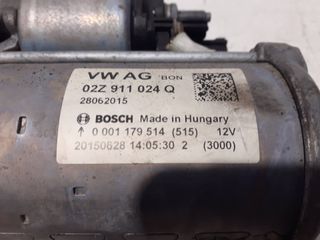 VW AG BON
02Z 911 024 Q
28062015
BOSCH Made in Hungary
↑ 0 001 179 514 (515) 12V
20150628 14:05:30 2 (3000)